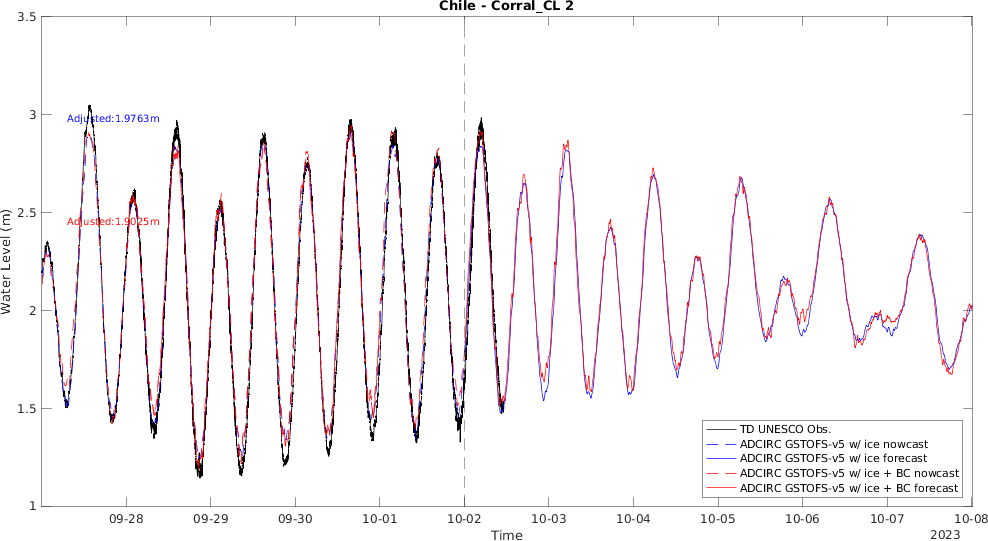 Chile - Corral_CL 2
3.5
3
2.5
2
1.5
1
Water Level (m)
Adjusted:1.9763m
Adjusted:1.9025m
TD UNESCO Obs.
ADCIRC GSTOFS-v5 w/ ice nowcast
ADCIRC GSTOFS-v5 w/ ice forecast
ADCIRC GSTOFS-v5 w/ ice + BC nowcast
ADCIRC GSTOFS-v5 w/ ice + BC forecast
09-28 09-29 09-30 10-01 10-02 10-03 10-04 10-05 10-06 10-07 10-08
Time
2023